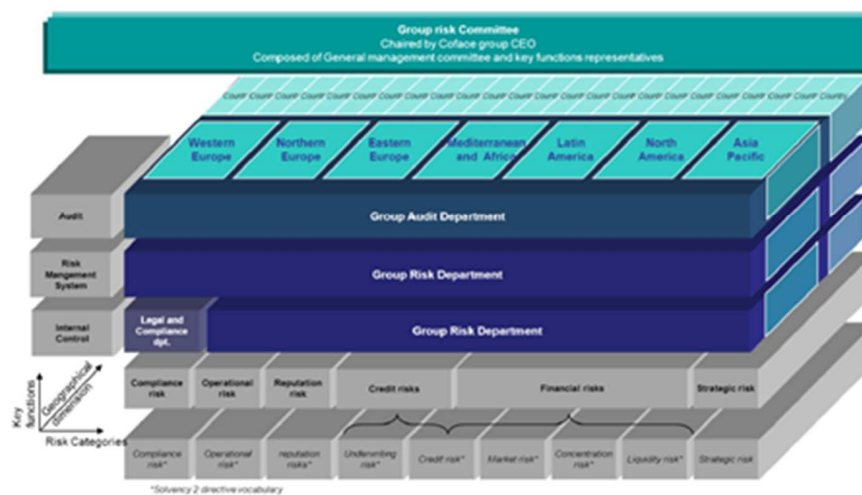 Group risk Committee
Chaired by Coface group CEO
Composed of General management committee and key functions representatives
Western Europe
Northern Europe
Eastern Europe
Mediterranean and Africa
Latin America
North America
Asia Pacific
Audit
Group Audit Department
Risk Mangement System
Group Risk Department
Internal Control
Legal and Compliance dpt.
Group Risk Department
Key functions
Geographical dimension
Risk Categories
Compliance risk
Operational risk
Reputation risk
Credit risks
Financial risks
Strategic risk
Compliance risk*
Operational risk*
reputation risks*
Underwriting risk*
Credit risk*
Market risk*
Concentration risk*
Liquidity risk*
Strategic risk
*Solvency 2 directive vocabulary